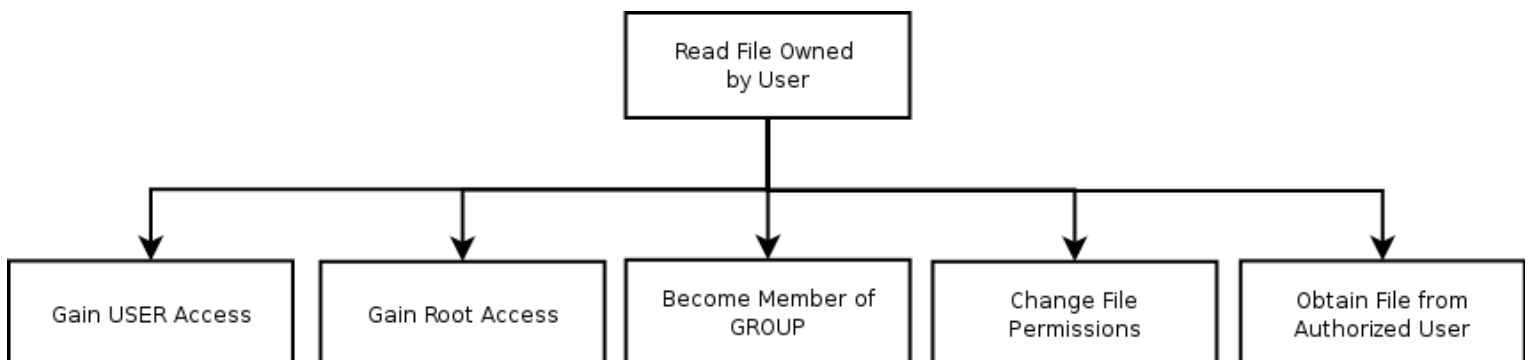 Read File Owned
by User
Gain USER Access
Gain Root Access
Become Member of
GROUP
Change File
Permissions
Obtain File from
Authorized User